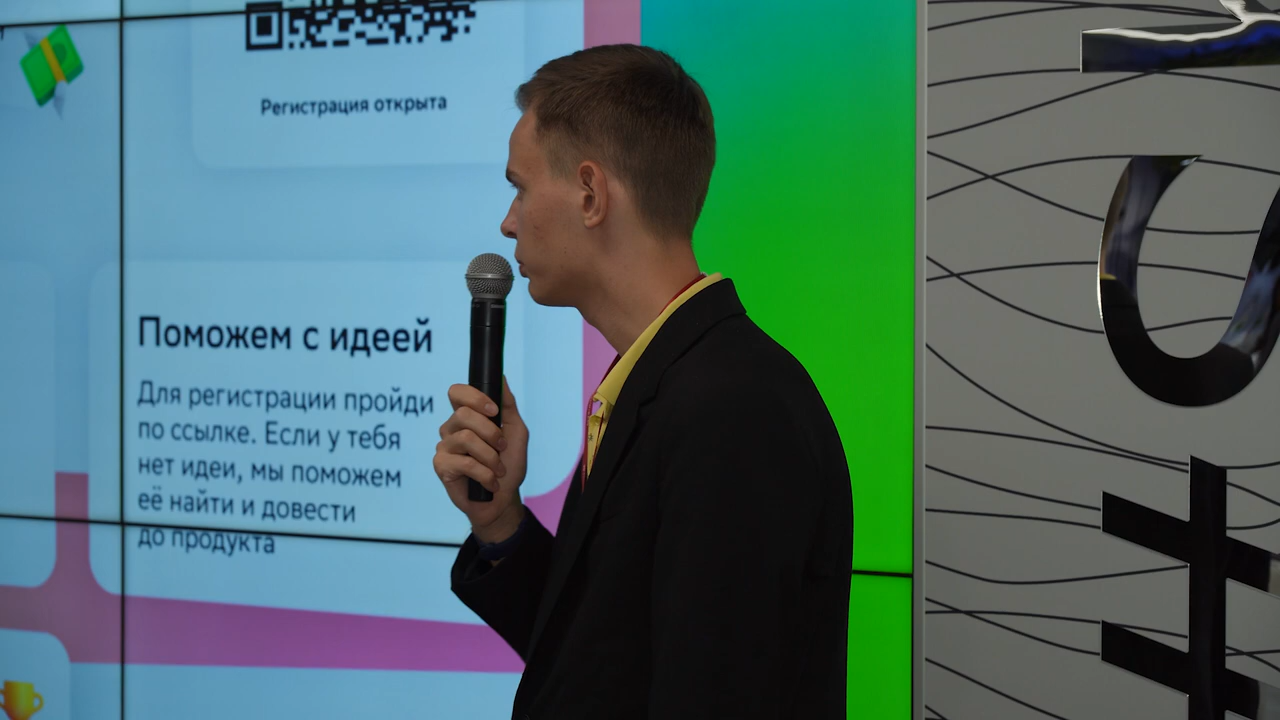 Регистрация открыта
Поможем с идеей
Для регистрации пройди
по ссылке. Если у тебя
нет идеи, мы поможем
её найти и довести
до продукта